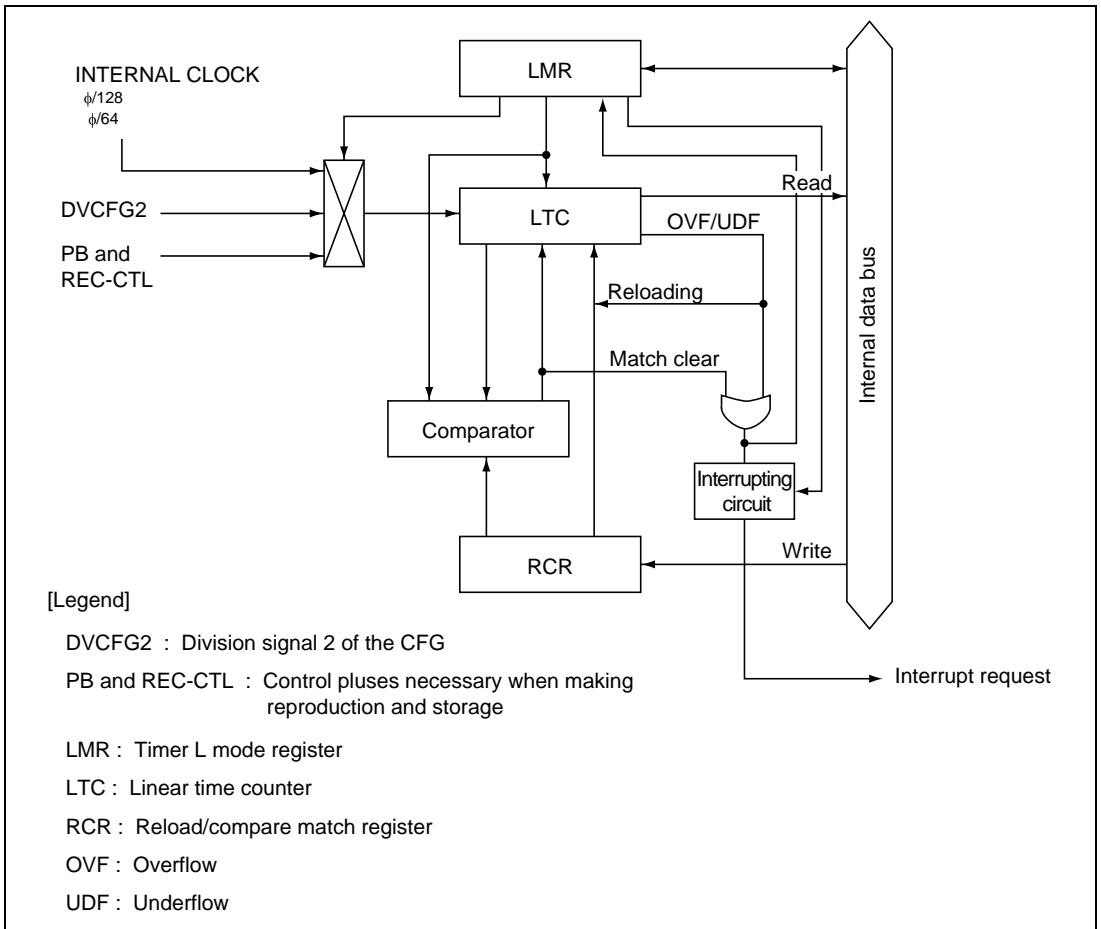 LMR
INTERNAL CLOCK
ϕ/128
ϕ/64
Read
DVCFG2
LTC
OVF/UDF
PB and
REC-CTL
Reloading
Internal data bus
Match clear
Comparator
Interrupting
circuit
Write
RCR
[Legend]
DVCFG2 : Division signal 2 of the CFG
Interrupt request
PB and REC-CTL : Control pluses necessary when making
reproduction and storage
LMR : Timer L mode register
LTC : Linear time counter
RCR : Reload/compare match register
OVF : Overflow
UDF : Underflow